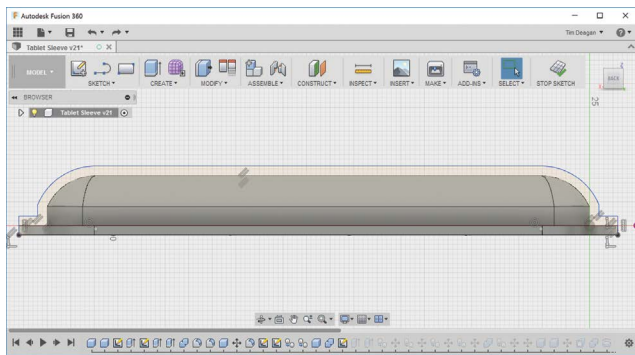 Autodesk Fusion 360
Tim Deagan
Tablet Sleeve v21*
MODEL
SKETCH
CREATE
MODIFY
ASSEMBLE
CONSTRUCT
INSPECT
INSERT
MAKE
ADD-INS
SELECT
STOP SKETCH
BACK
BROWSER
Tablet Sleeve v21
25